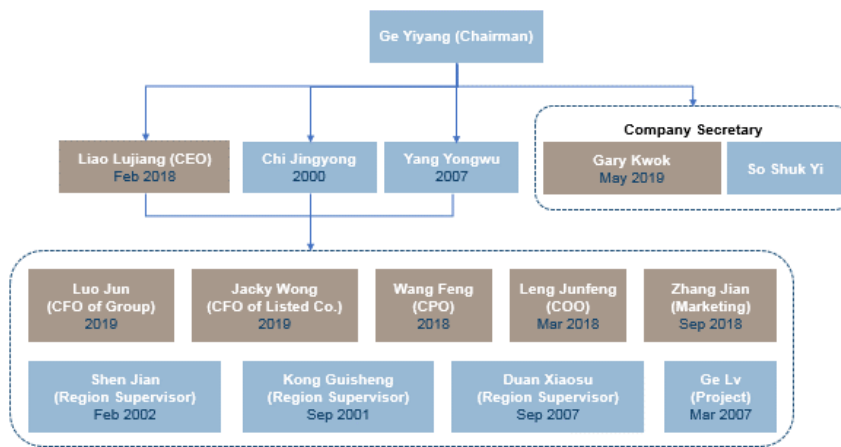 Ge Yiyang (Chairman)
Company Secretary
Liao Lujiang (CEO)
Feb 2018
Chi Jingyong
2000
Yang Yongwu
2007
Gary Kwok
May 2019
So Shuk Yi
Luo Jun
(CFO of Group)
2019
Jacky Wong
(CFO of Listed Co.)
2019
Wang Feng
(CPO)
2018
Leng Junfeng
(COO)
Mar 2018
Zhang Jian
(Marketing)
Sep 2018
Shen Jian
(Region Supervisor)
Feb 2002
Kong Guisheng
(Region Supervisor)
Sep 2001
Duan Xiaosu
(Region Supervisor)
Sep 2007
Ge Lv
(Project)
Mar 2007